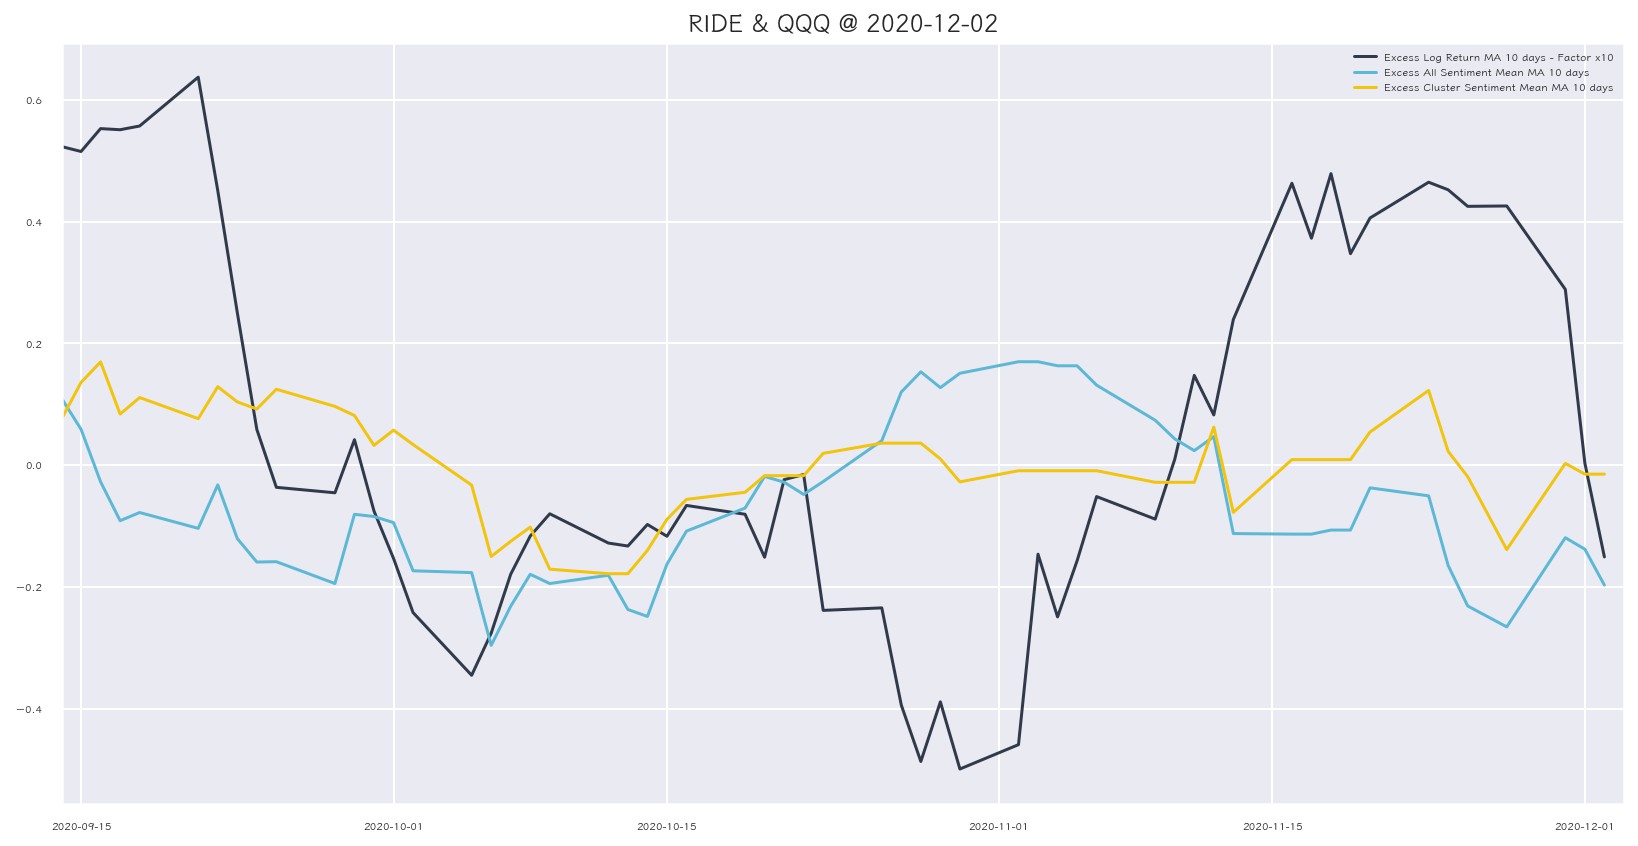 RIDE & QQQ @ 2020-12-02
Excess Log Return MA 10 days - Factor x10
Excess All Sentiment Mean MA 10 days
Excess Cluster Sentiment Mean MA 10 days
0.6
0.4
0.2
0.0
−0.2
−0.4
2020-09-15 2020-10-01 2020-10-15 2020-11-01 2020-11-15 2020-12-01